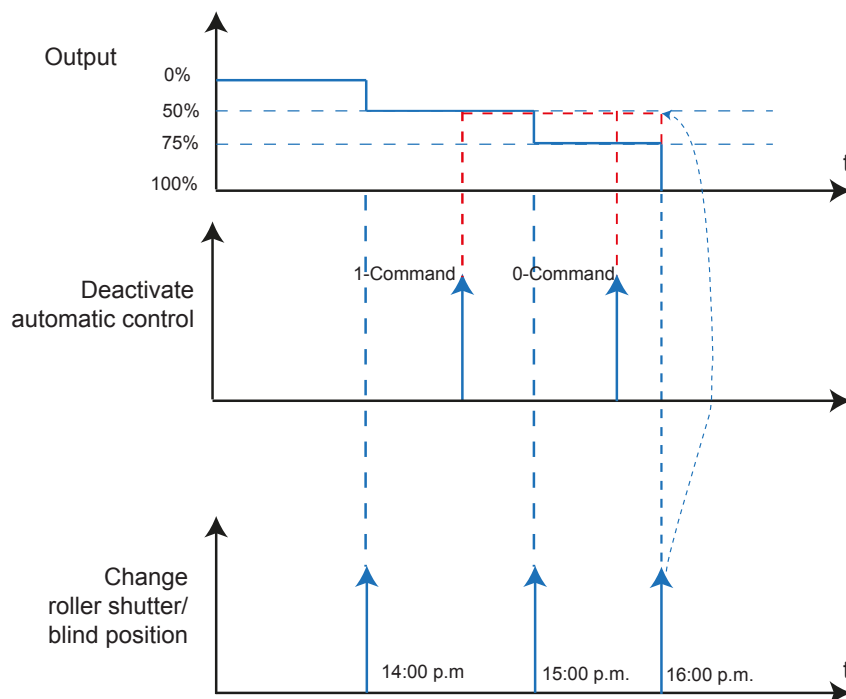 Output
0%
50%
75%
100%
t
1-Command
0-Command
Deactivate
automatic control
Change
roller shutter/
blind position
14:00 p.m
15:00 p.m.
16:00 p.m.
t